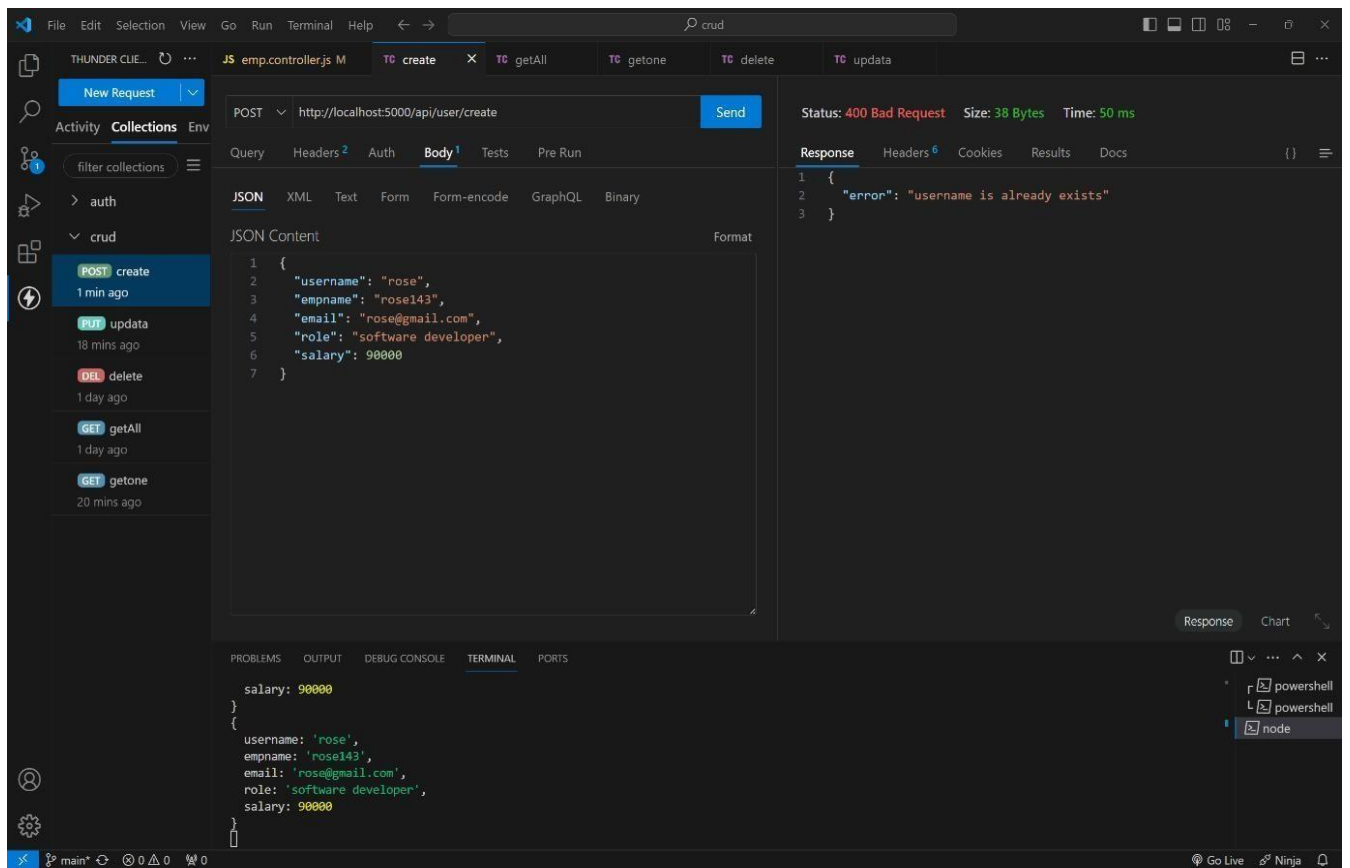 File Edit Selection View Go Run Terminal Help crud
THUNDER CLIE...
JS emp.controller.js M TC create TC getAll TC getone TC delete TC updata
New Request
Activity Collections Env
filter collections
auth
crud
POST create
1 min ago
PUT updata
18 mins ago
DEL delete
1 day ago
GET getAll
1 day ago
GET getone
20 mins ago
POST http://localhost:5000/api/user/create Send
Query Headers 2 Auth Body 1 Tests Pre Run
JSON XML Text Form Form-encode GraphQL Binary
JSON Content Format
1 {
2 "username": "rose",
3 "empname": "rose143",
4 "email": "rose@gmail.com",
5 "role": "software developer",
6 "salary": 90000
7 }
Status: 400 Bad Request Size: 38 Bytes Time: 50 ms
Response Headers 6 Cookies Results Docs {}
1 {
2 "error": "username is already exists"
3 }
Response Chart
PROBLEMS OUTPUT DEBUG CONSOLE TERMINAL PORTS
salary: 90000
}
{
username: 'rose',
empname: 'rose143',
email: 'rose@gmail.com',
role: 'software developer',
salary: 90000
}
powershell
powershell
node
1
main* 0 0 0
Go Live Ninja